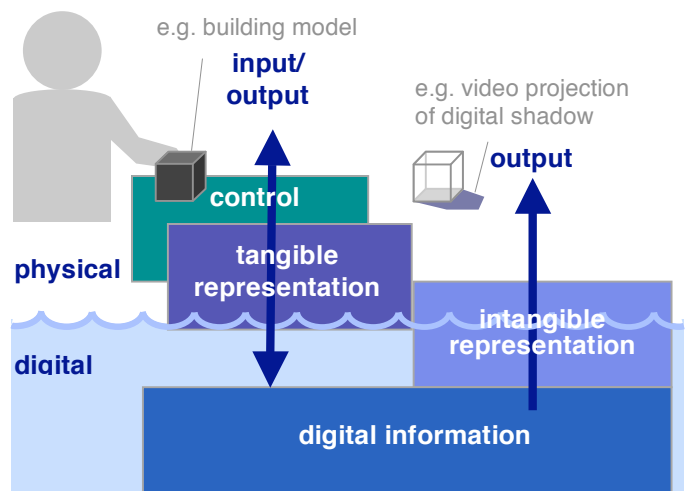 e.g. building model
input/
output
e.g. video projection
of digital shadow
output
control
tangible
representation
physical
intangible
representation
digital
digital information